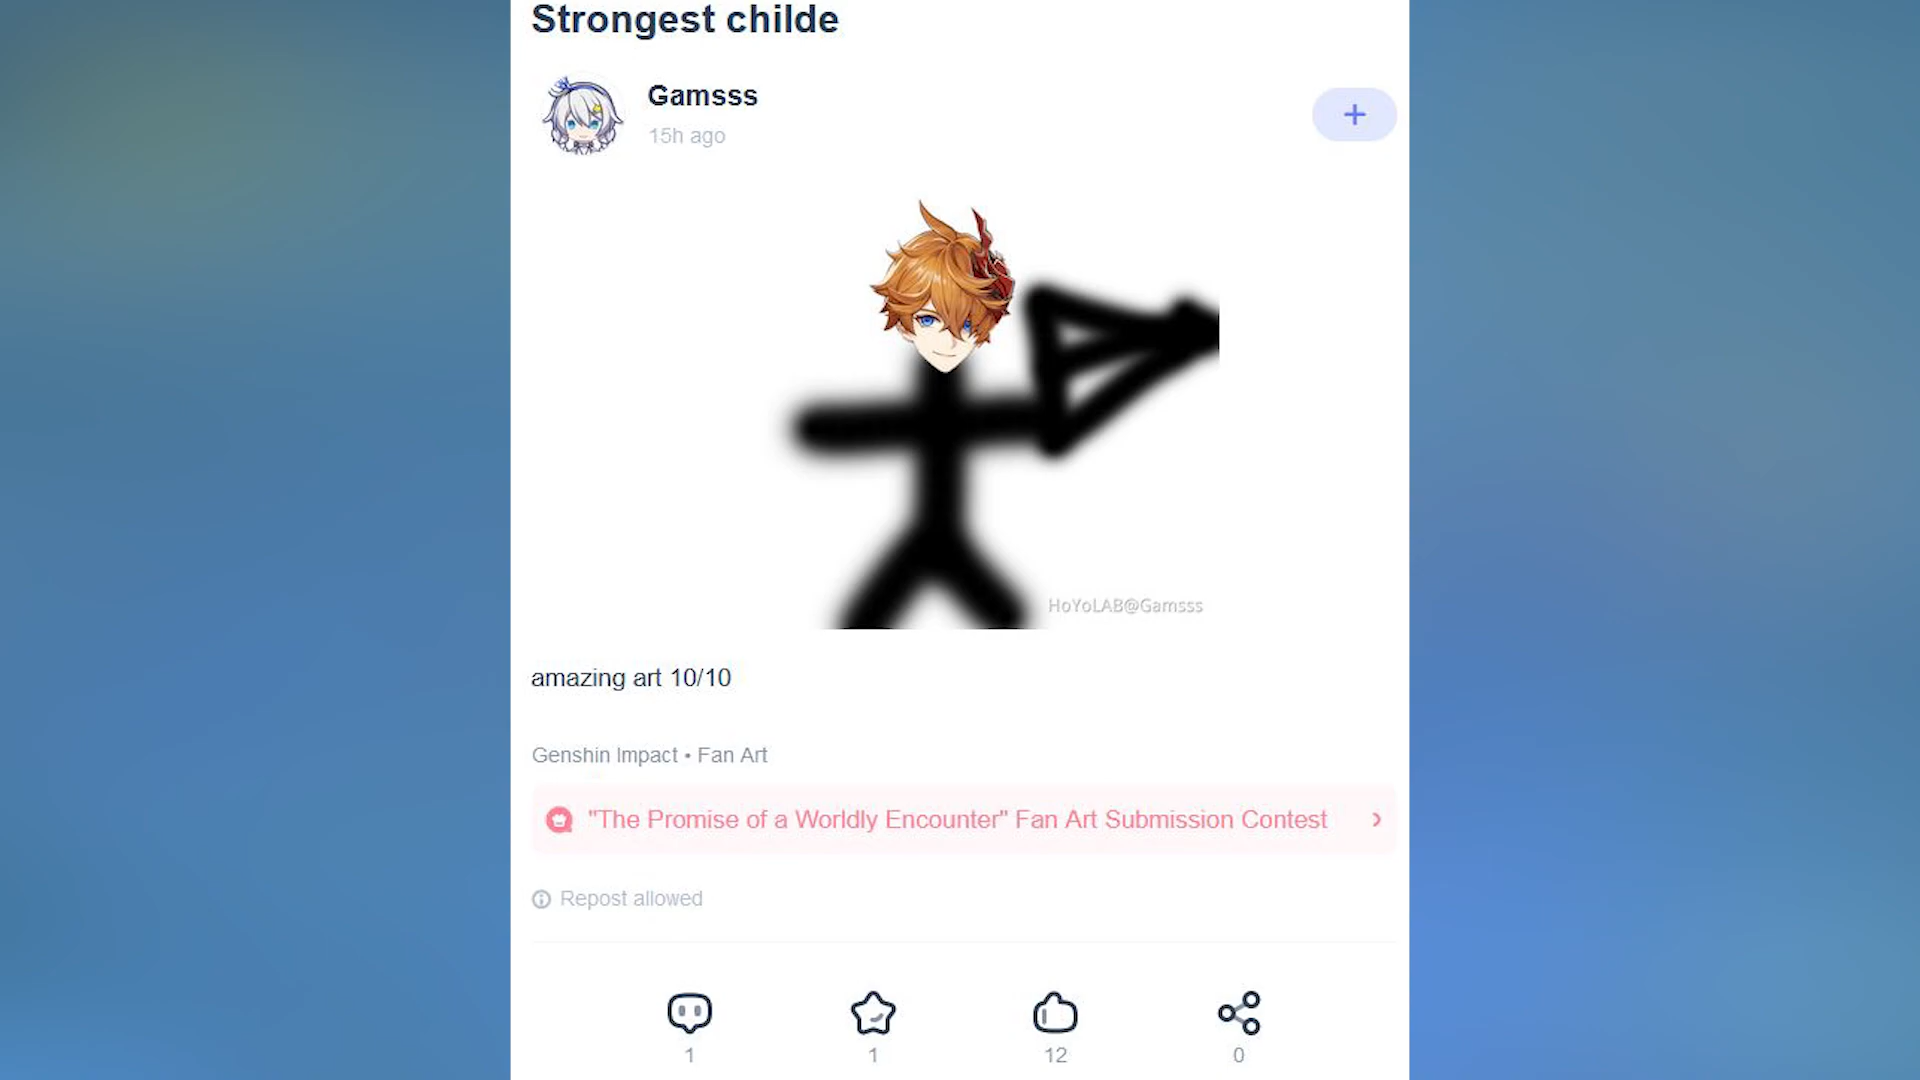 Strongest childe
Gamsss
15h ago
HoYoLAB@Gamsss
amazing art 10/10
Genshin Impact • Fan Art
"The Promise of a Worldly Encounter" Fan Art Submission Contest
Repost allowed
1
1
12
0